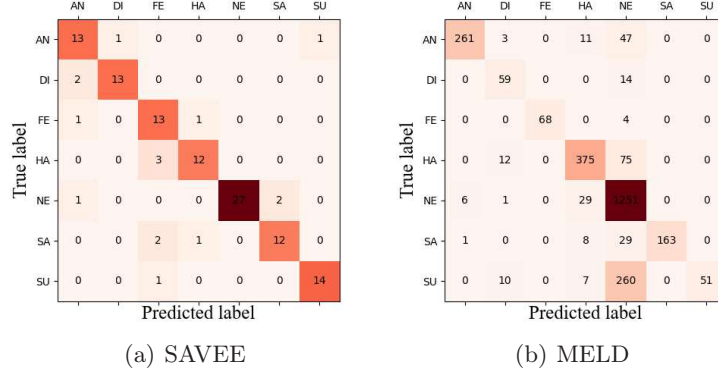 AN DI FE HA NE SA SU
AN 13 1 0 0 0 0 1
DI 2 13 0 0 0 0 0
FE 1 0 13 1 0 0 0
HA 0 0 3 12 0 0 0
NE 1 0 0 0 27 2 0
SA 0 0 2 1 0 12 0
SU 0 0 1 0 0 0 14
True label
Predicted label
(a) SAVEE
AN DI FE HA NE SA SU
AN 261 3 0 11 47 0 0
DI 0 59 0 0 14 0 0
FE 0 0 68 0 4 0 0
HA 0 12 0 375 75 0 0
NE 6 1 0 29 1251 0 0
SA 1 0 0 8 29 163 0
SU 0 10 0 7 260 0 51
True label
Predicted label
(b) MELD